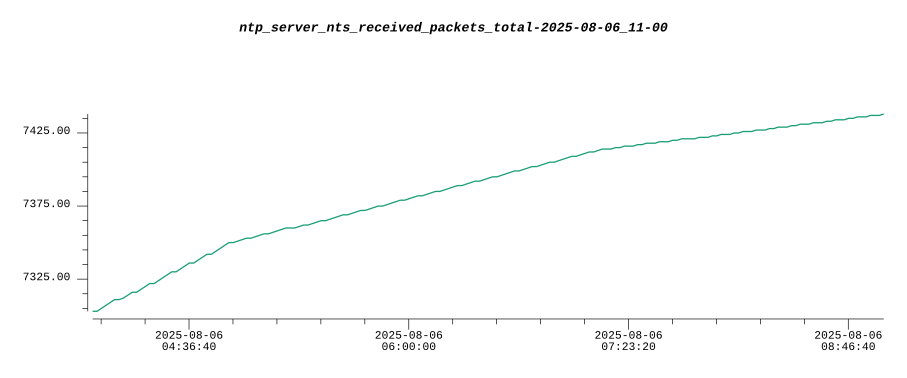 ntp_server_nts_received_packets_total-2025-08-06_11-00
7425.00
7375.00
7325.00
2025-08-06 2025-08-06 2025-08-06 2025-08-06
04:36:40 06:00:00 07:23:20 08:46:40